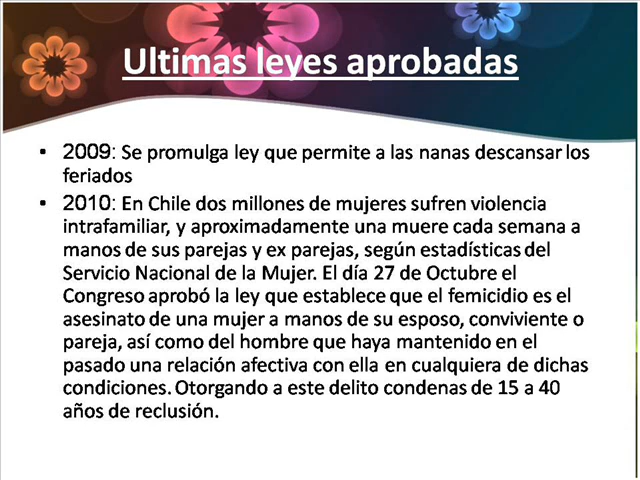 Ultimas leyes aprobadas
• 2009: Se promulga ley que permite a las nanas descansar los
feriados
• 2010: En Chile dos millones de mujeres sufren violencia
intrafamiliar, y aproximadamente una muere cada semana a
manos de sus parejas y ex parejas, según estadísticas del
Servicio Nacional de la Mujer. El día 27 de Octubre el
Congreso aprobó la ley que establece que el femicidio es el
asesinato de una mujer a manos de su esposo, conviviente o
pareja, así como del hombre que haya mantenido en el
pasado una relación afectiva con ella en cualquiera de dichas
condiciones. Otorgando a este delito condenas de 15 a 40
años de reclusión.